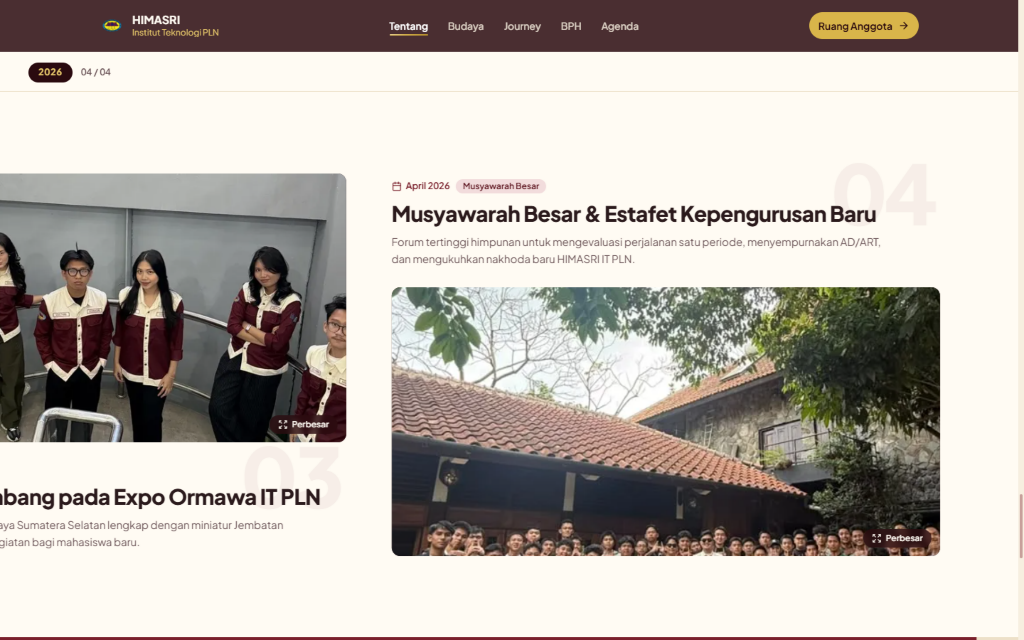 HIMASRI
Institut Teknologi PLN
Tentang
Budaya
Journey
BPH
Agenda
Ruang Anggota
2026
04 / 04
Perbesar
03
bang pada Expo Ormawa IT PLN
aya Sumatera Selatan lengkap dengan miniatur Jembatan
giatan bagi mahasiswa baru.
04
April 2026
Musyawarah Besar
Musyawarah Besar & Estafet Kepengurusan Baru
Forum tertinggi himpunan untuk mengevaluasi perjalanan satu periode, menyempurnakan AD/ART,
dan mengukuhkan nakhoda baru HIMASRI IT PLN.
Perbesar